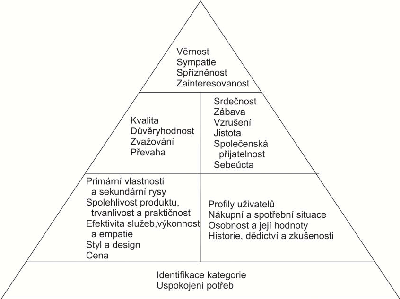 Věrnost
Sympatie
Spřízněnost
Zainteresovanost
Kvalita
Důvěryhodnost
Zvažování
Převaha
Srdečnost
Zábava
Vzrušení
Jistota
Společenská
přijatelnost
Sebeúcta
Primární vlastnosti
a sekundární rysy
Spolehlivost produktu,
trvanlivost a praktičnost
Efektivita služeb,výkonnost
a empatie
Styl a design
Cena
Profily uživatelů
Nákupní a spotřební situace
Osobnost a její hodnoty
Historie, dědictví a zkušenosti
Identifikace kategorie
Uspokojení potřeb